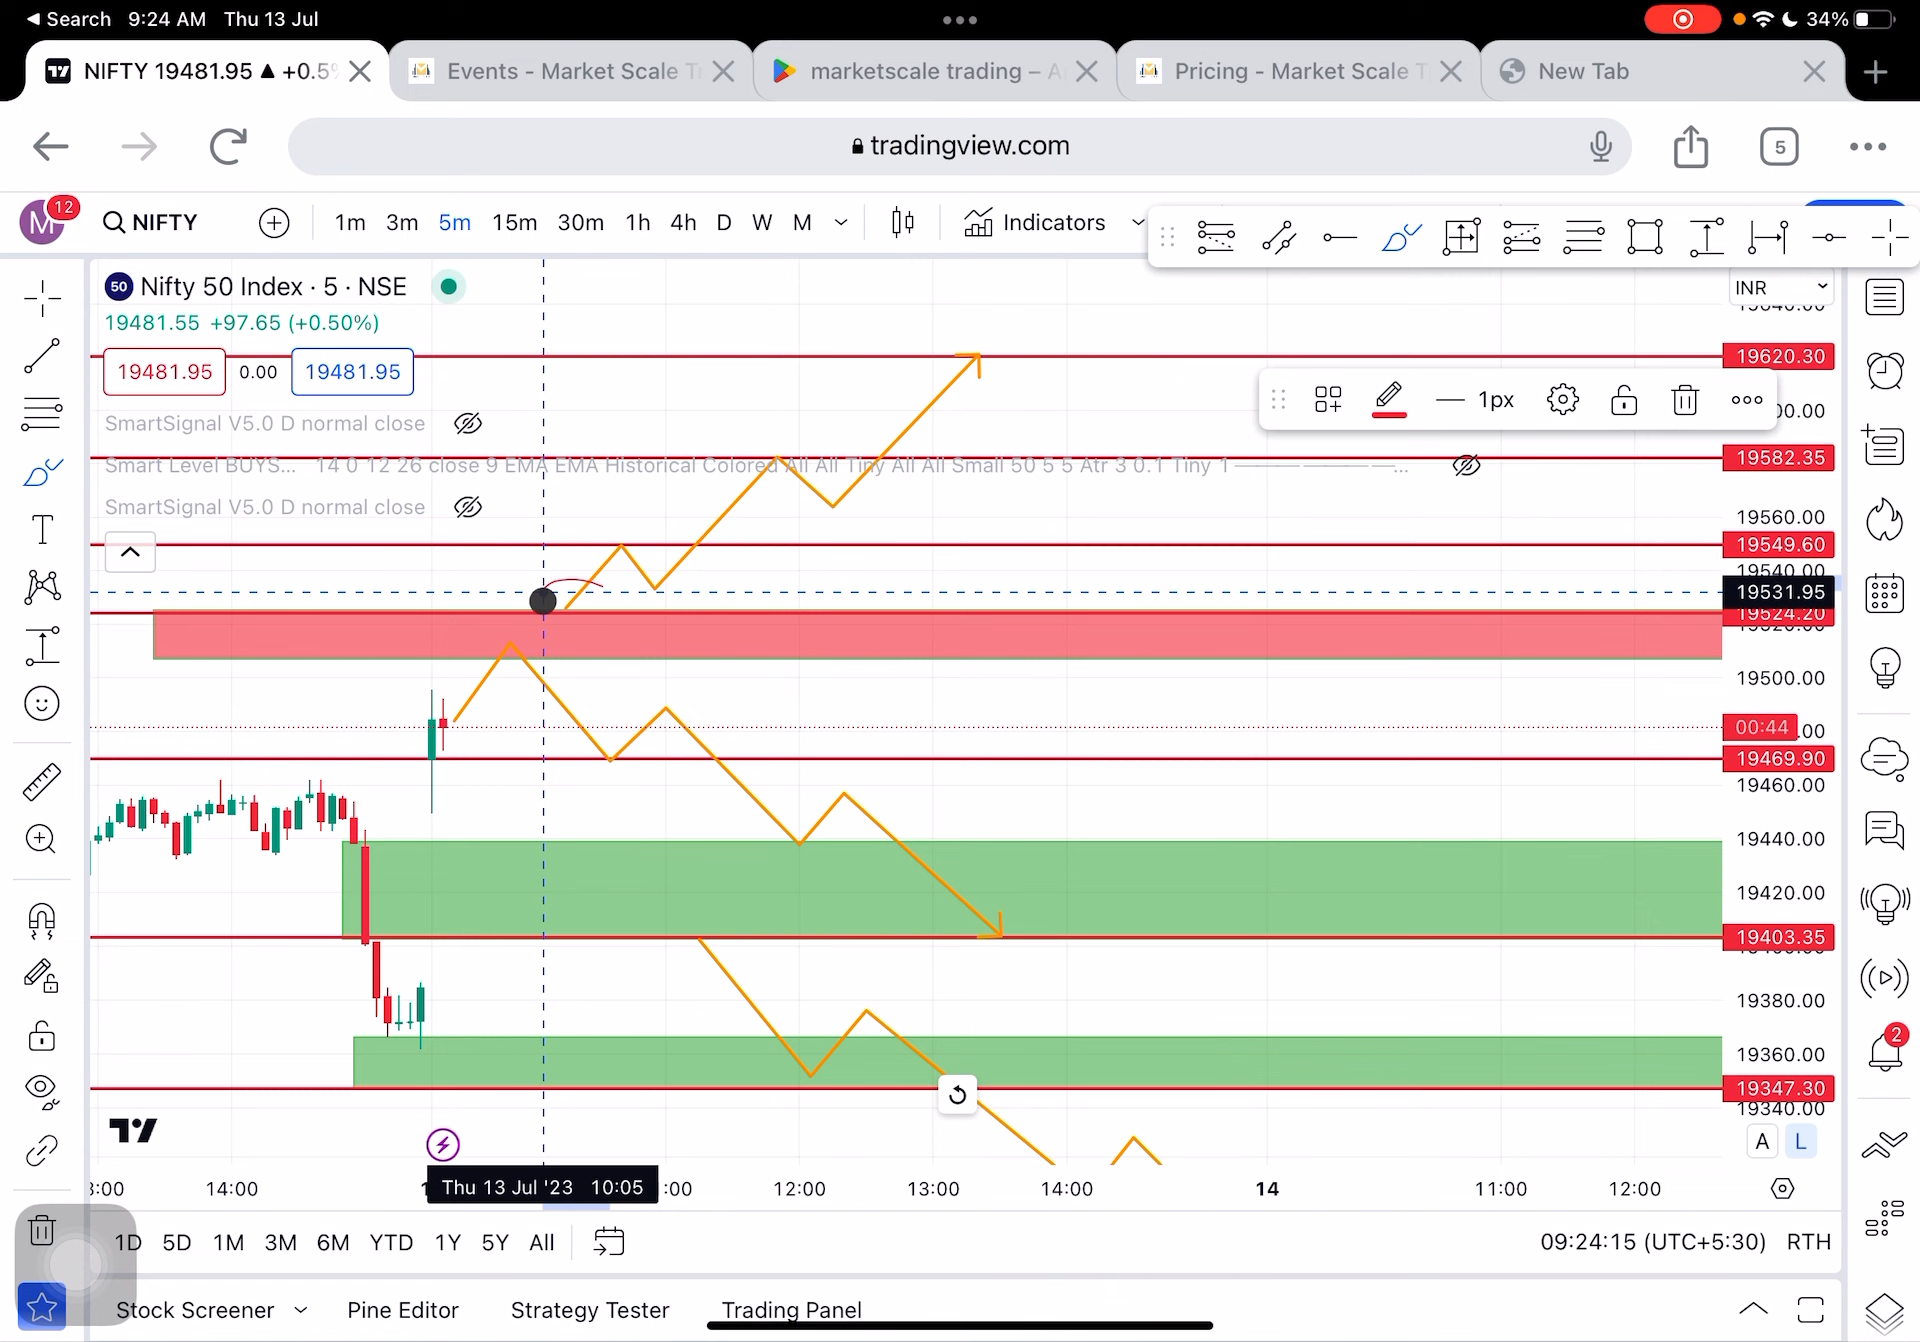 Search 9:24 AM Thu 13 Jul 34%
NIFTY 19481.95 ▲ +0.5
Events - Market Scale T
marketscale trading – A
Pricing - Market Scale T
New Tab
tradingview.com
5
M 12
NIFTY
1m 3m 5m 15m 30m 1h 4h D W M
Indicators
50 Nifty 50 Index · 5 · NSE
INR
19481.55 +97.65 (+0.50%)
19620.30
19481.95 0.00 19481.95
1px
SmartSignal V5.0 D normal close
Smart Level BUYS... 14 0 12 26 close 9 EMA EMA Historical Colored All All Tiny All All Small 50 5 5 Atr 3 0.1 Tiny 1
19582.35
SmartSignal V5.0 D normal close
19560.00
19549.60
19540.00
19531.95
19524.20
19500.00
00:44
19469.90
19460.00
19440.00
19420.00
19403.35
19380.00
19360.00
2
19347.30
19340.00
A L
14:00
Thu 13 Jul '23 10:05
:00
12:00 13:00 14:00 14 11:00 12:00
1D 5D 1M 3M 6M YTD 1Y 5Y All
09:24:15 (UTC+5:30) RTH
Stock Screener Pine Editor Strategy Tester Trading Panel